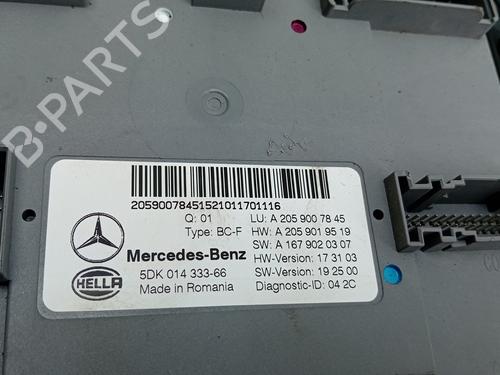 B-PARTS
205900784515210117O1116
Q: 01 LU: A 205 900 78 45
Type: BC-F HW: A 205 901 95 19
Mercedes-Benz SW: A 167 902 03 07
HELLA 5DK 014 333-66 HW-Version: 17 31 03
Made in Romania SW-Version: 19 25 00
Diagnostic-ID: 04 2C